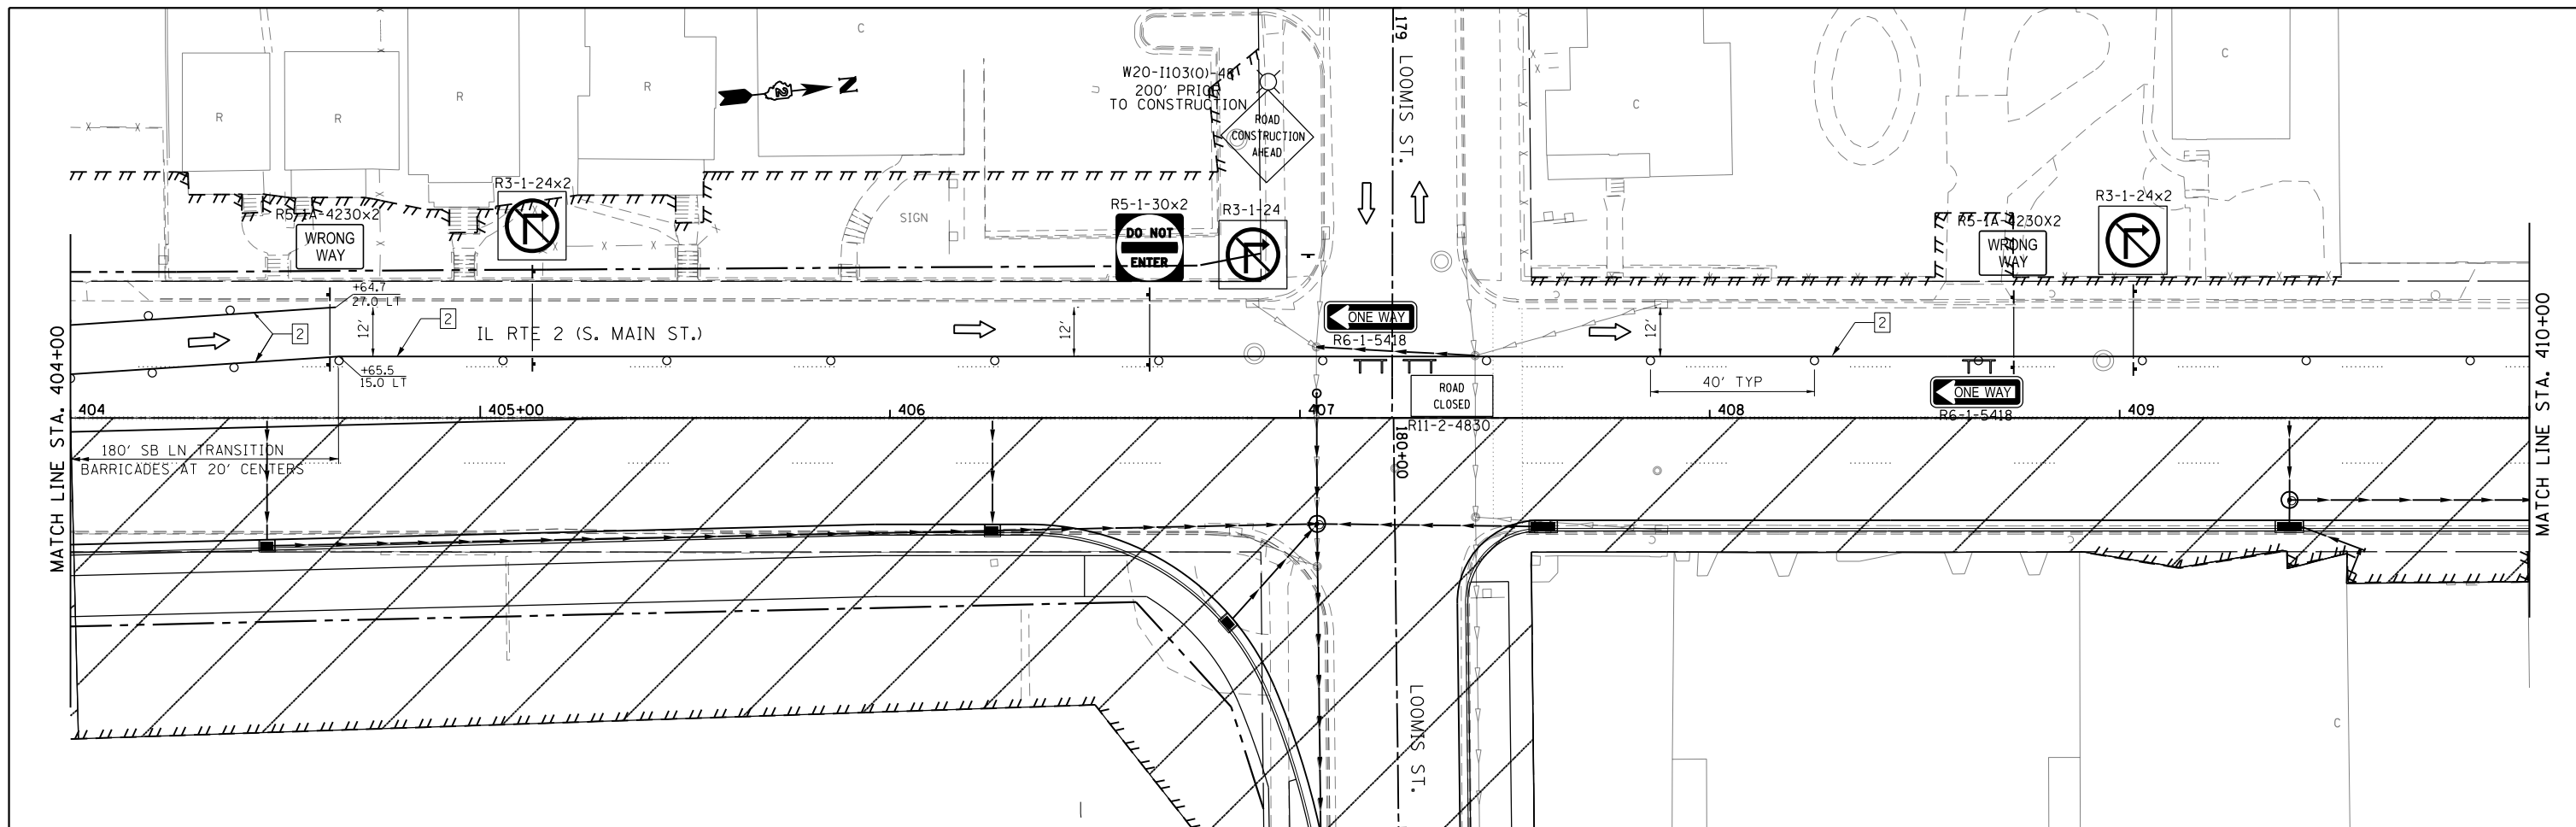 179
LOOMIS ST.
C
C
C
R
R
R
R
2
N
U
W20-I103(O)-48
200' PRIOR
TO CONSTRUCTION
ROAD
CONSTRUCTION
AHEAD
R3-1-24x2
R5-1A-4230x2
WRONG
WAY
SIGN
R5-1-30x2
DO NOT
ENTER
R3-1-24
R3-1-24x2
R5-1A-4230X2
WRONG
WAY
+64.7
27.0 LT
2
12'
2
IL RTE 2 (S. MAIN ST.)
12'
ONE WAY
R6-1-5418
12'
2
+65.5
15.0 LT
ROAD
CLOSED
R11-2-4830
40' TYP
ONE WAY
R6-1-5418
MATCH LINE STA. 404+00
MATCH LINE STA. 410+00
404
405+00
406
407
408
409
180+00
180' SB LN TRANSITION
BARRICADES AT 20' CENTERS
LOOMIS ST.
C